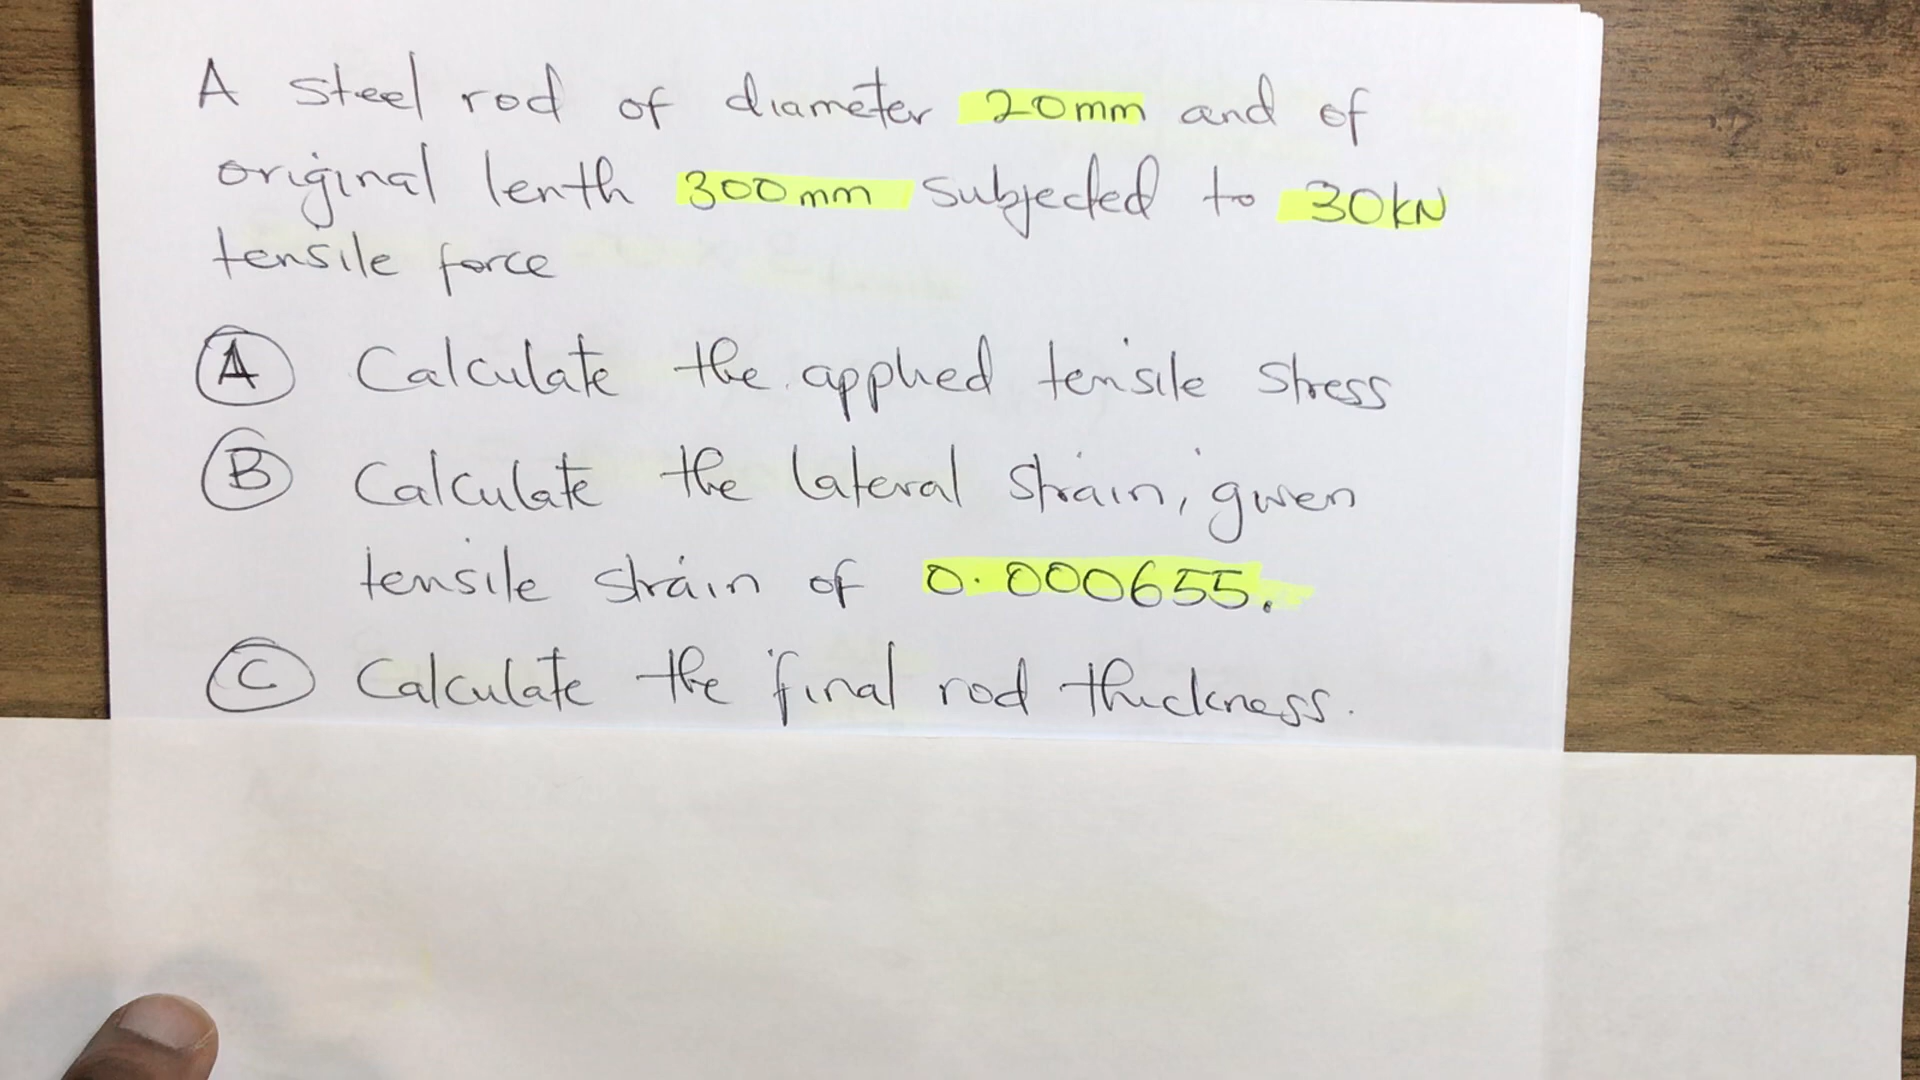 A steel rod of diameter 20mm and of
original lenth 300mm subjected to 30kN
tensile force
A Calculate the applied tensile stress
B Calculate the lateral strain, given
tensile strain of 0.000655.
C Calculate the final rod thickness.